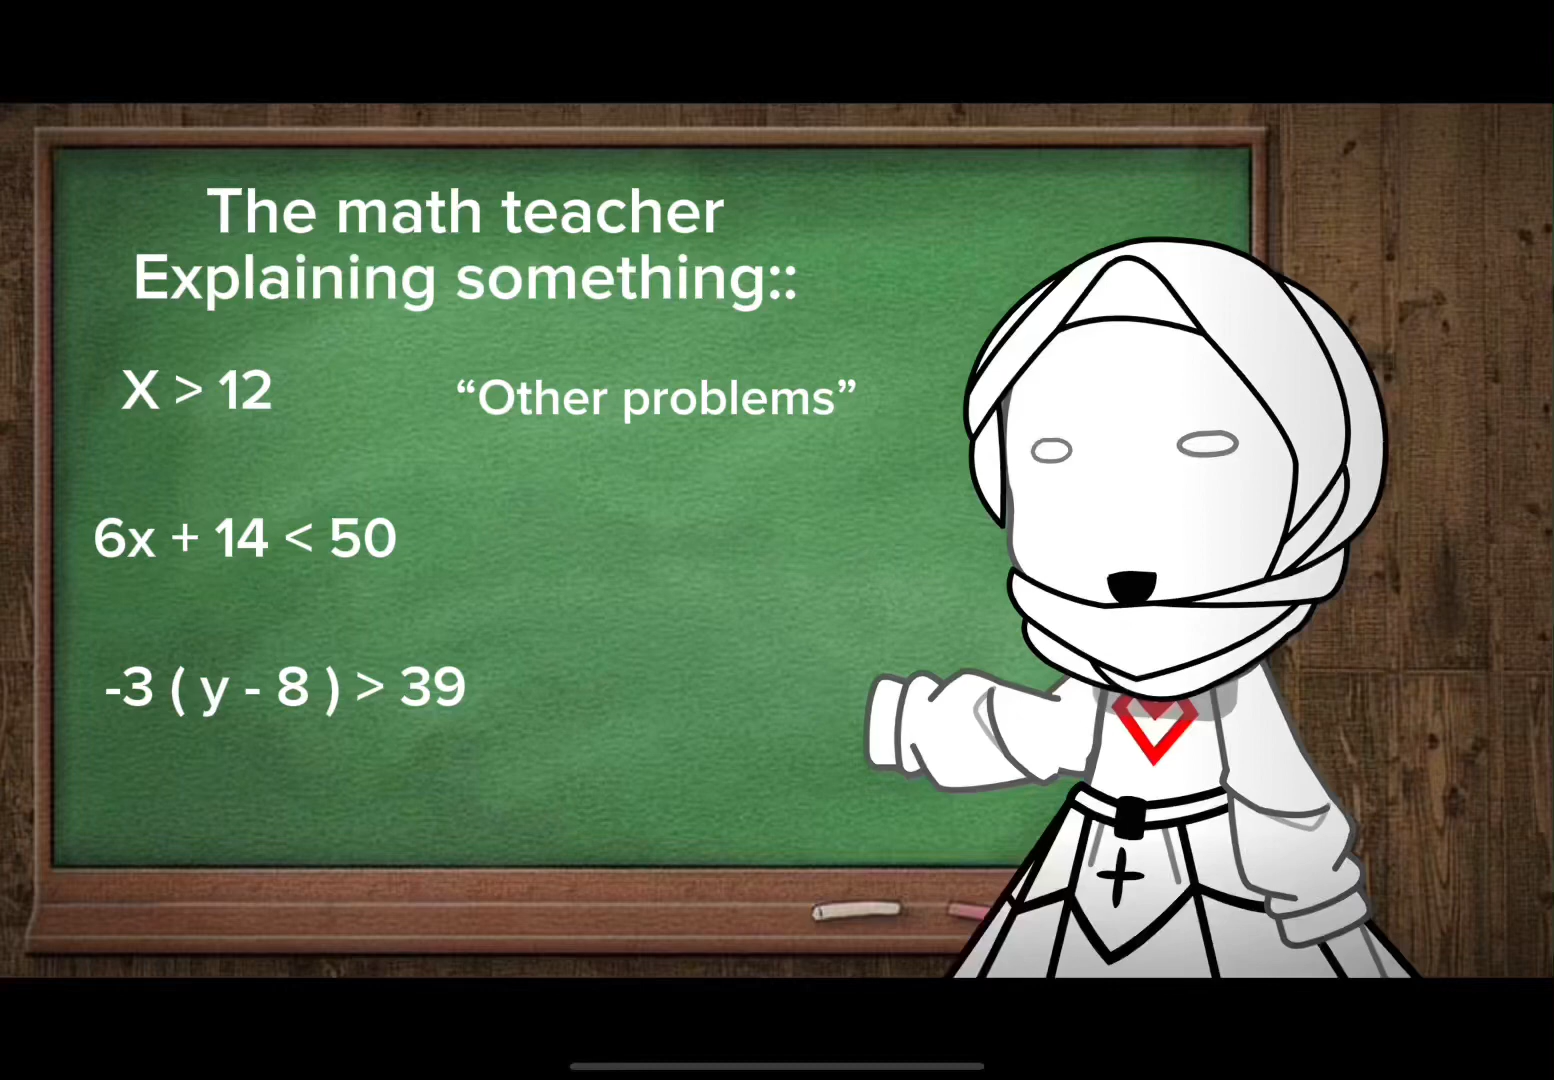 The math teacher
Explaining something::
X > 12
“Other problems”
6x + 14 < 50
-3 ( y - 8 ) > 39